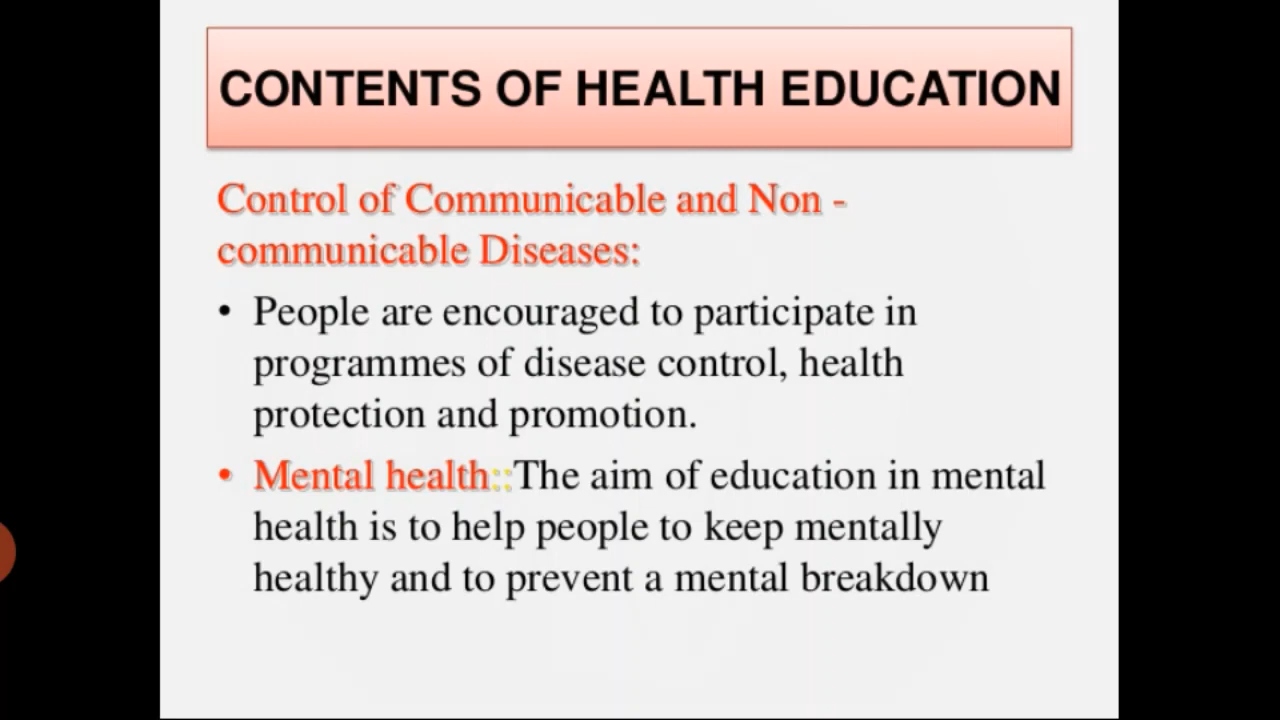 CONTENTS OF HEALTH EDUCATION
Control of Communicable and Non -
communicable Diseases:
• People are encouraged to participate in
programmes of disease control, health
protection and promotion.
• Mental health::The aim of education in mental
health is to help people to keep mentally
healthy and to prevent a mental breakdown